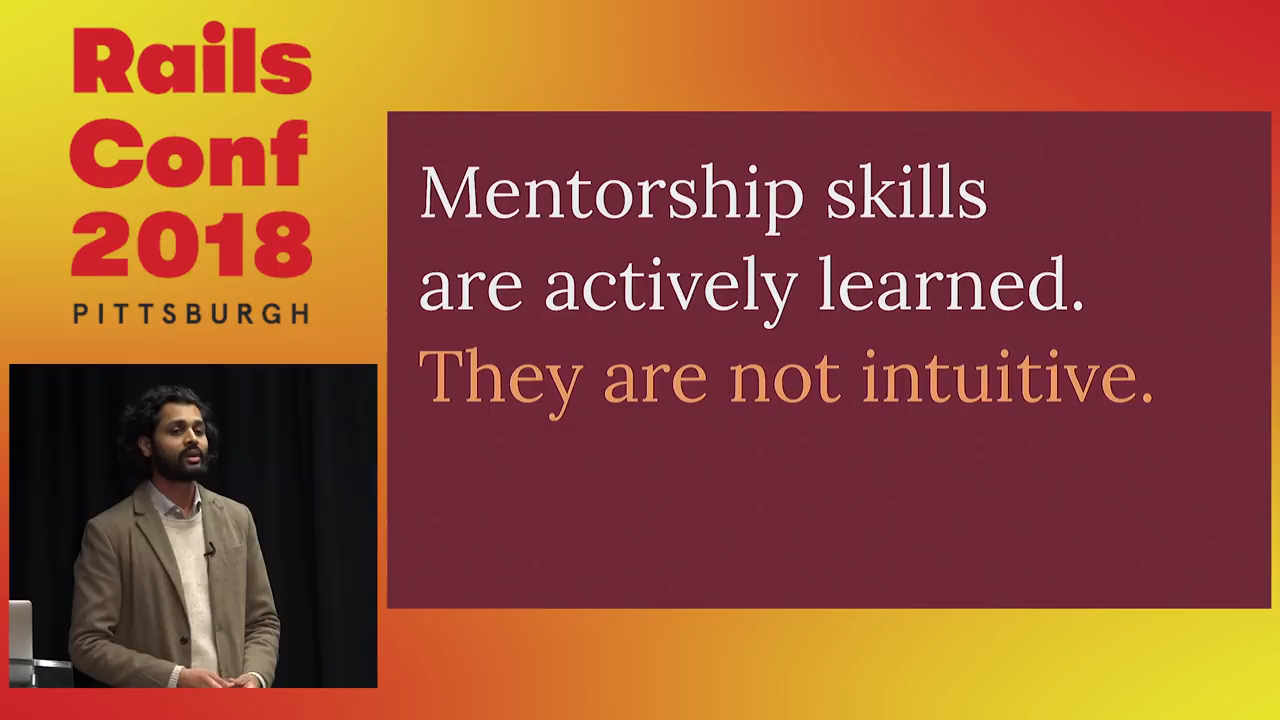 Rails
Conf
2018
PITTSBURGH
Mentorship skills
are actively learned.
They are not intuitive.